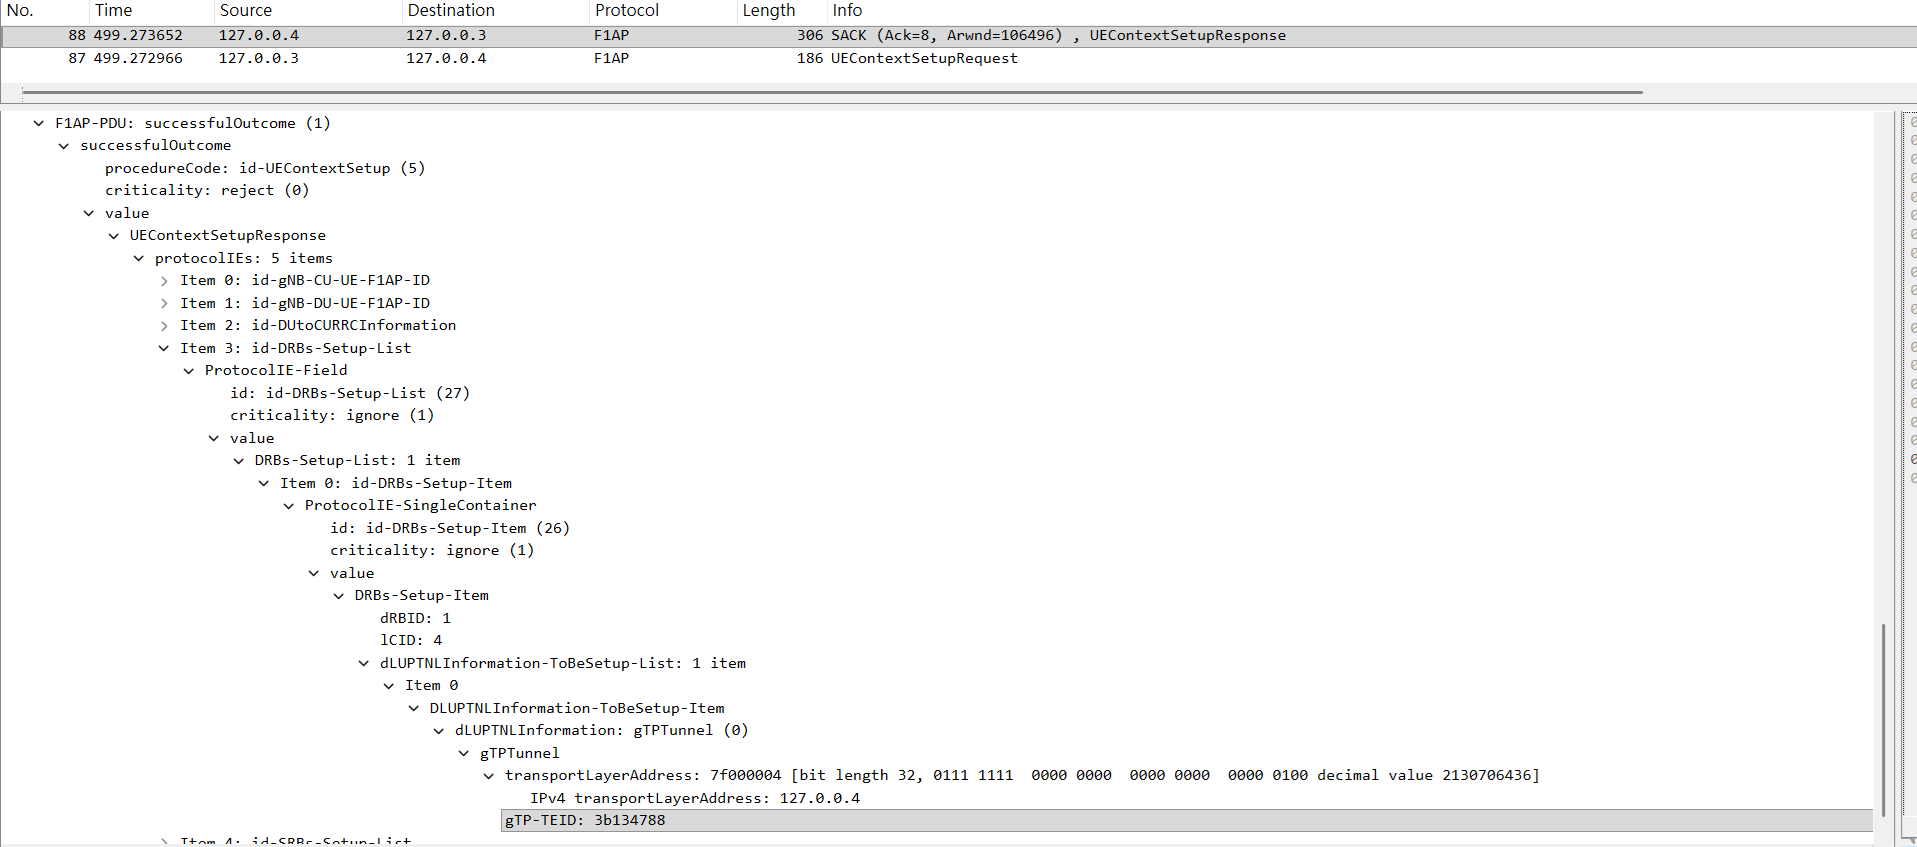 No. Time Source Destination Protocol Length Info
88 499.273652 127.0.0.4 127.0.0.3 F1AP 306 SACK (Ack=8, Arwnd=106496) , UEContextSetupResponse
87 499.272966 127.0.0.3 127.0.0.4 F1AP 186 UEContextSetupRequest
F1AP-PDU: successfulOutcome (1)
successfulOutcome
procedureCode: id-UEContextSetup (5)
criticality: reject (0)
value
UEContextSetupResponse
protocolIEs: 5 items
Item 0: id-gNB-CU-UE-F1AP-ID
Item 1: id-gNB-DU-UE-F1AP-ID
Item 2: id-DUtoCURRCInformation
Item 3: id-DRBs-Setup-List
ProtocolIE-Field
id: id-DRBs-Setup-List (27)
criticality: ignore (1)
value
DRBs-Setup-List: 1 item
Item 0: id-DRBs-Setup-Item
ProtocolIE-SingleContainer
id: id-DRBs-Setup-Item (26)
criticality: ignore (1)
value
DRBs-Setup-Item
dRBID: 1
lCID: 4
dLUPTNLInformation-ToBeSetup-List: 1 item
Item 0
DLUPTNLInformation-ToBeSetup-Item
dLUPTNLInformation: gTPTunnel (0)
gTPTunnel
transportLayerAddress: 7f000004 [bit length 32, 0111 1111  0000 0000  0000 0000  0000 0100 decimal value 2130706436]
IPv4 transportLayerAddress: 127.0.0.4
gTP-TEID: 3b134788
Item 4: id-SRBs-Setup-List